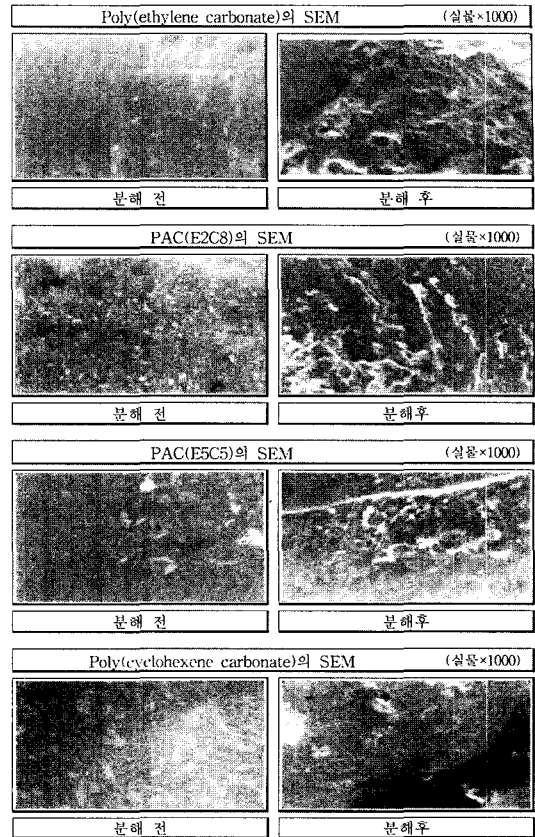 Poly(ethylene carbonate)의 SEM (실물×1000)
분해 전 분해 후
PAC(E2C8)의 SEM (실물×1000)
분해 전 분해후
PAC(E5C5)의 SEM (실물×1000)
분해 전 분해후
Poly(cyclohexene carbonate)의 SEM (실물×1000)
분해 전 분해후